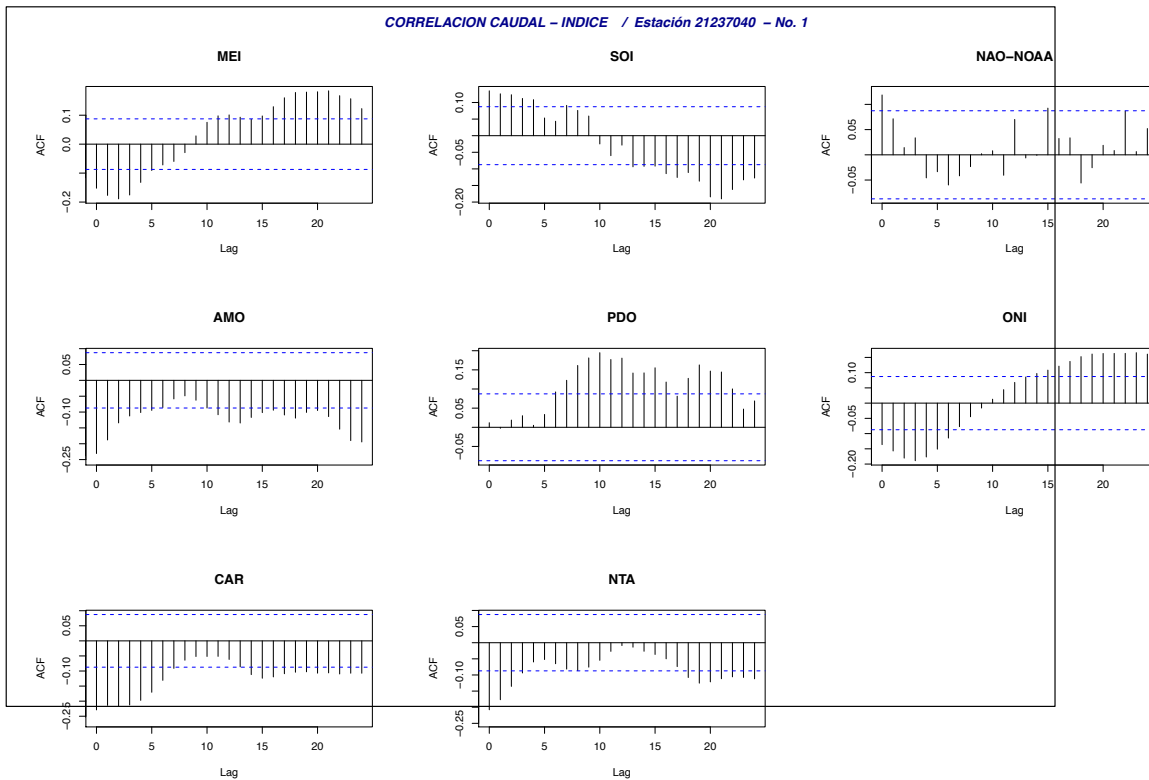 CORRELACION CAUDAL – INDICE / Estación 21237040 – No. 1
MEI
ACF
0.1
0.0
−0.2
0 5 10 15 20
Lag
SOI
ACF
0.10
−0.05
−0.20
0 5 10 15 20
Lag
NAO−NOAA
ACF
0.05
−0.05
0 5 10 15 20
Lag
AMO
ACF
0.05
−0.10
−0.25
0 5 10 15 20
Lag
PDO
ACF
0.15
0.05
−0.05
0 5 10 15 20
Lag
ONI
ACF
0.10
−0.05
−0.20
0 5 10 15 20
Lag
CAR
ACF
0.05
−0.10
−0.25
0 5 10 15 20
Lag
NTA
ACF
0.05
−0.10
−0.25
0 5 10 15 20
Lag